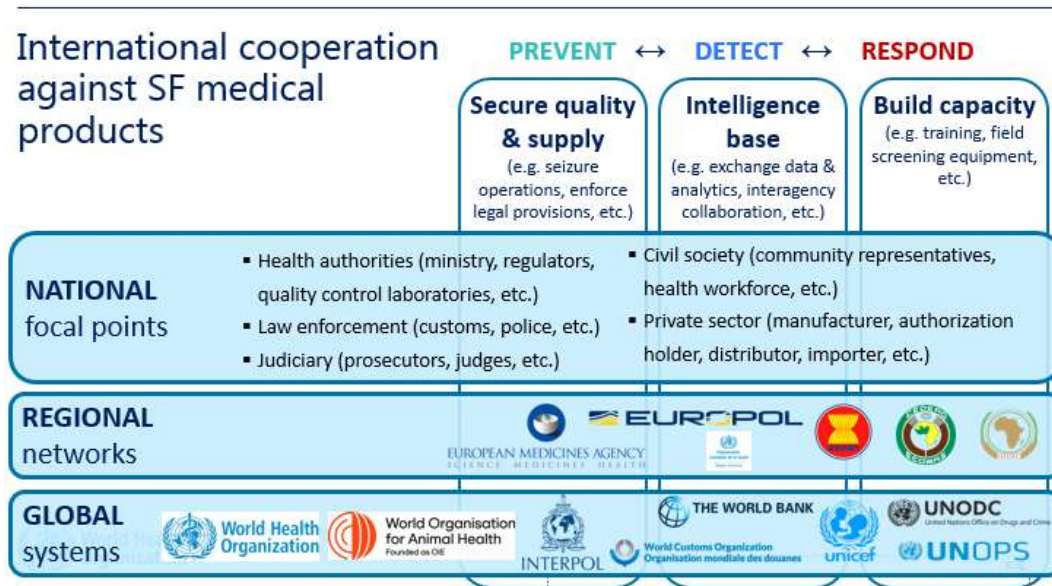 International cooperation
against SF medical
products
PREVENT ↔ DETECT ↔ RESPOND
Secure quality
& supply
(e.g. seizure
operations, enforce
legal provisions, etc.)
Intelligence
base
(e.g. exchange data &
analytics, interagency
collaboration, etc.)
Build capacity
(e.g. training, field
screening equipment,
etc.)
NATIONAL
focal points
▪ Health authorities (ministry, regulators,
quality control laboratories, etc.)
▪ Law enforcement (customs, police, etc.)
▪ Judiciary (prosecutors, judges, etc.)
▪ Civil society (community representatives,
health workforce, etc.)
▪ Private sector (manufacturer, authorization
holder, distributor, importer, etc.)
REGIONAL
networks
EUROPEAN MEDICINES AGENCY
SCIENCE MEDICINES HEALTH
EUROPOL
GLOBAL
systems
World Health
Organization
World Organisation
for Animal Health
Founded as OIE
INTERPOL
THE WORLD BANK
World Customs Organization
Organisation mondiale des douanes
unicef
UNODC
United Nations Office on Drugs and Crime
UNOPS